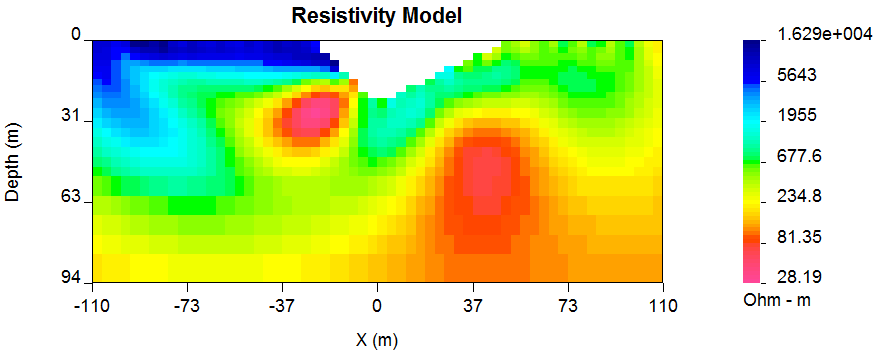 Resistivity Model
0
31
63
94
Depth (m)
-110 -73 -37 0 37 73 110
X (m)
1.629e+004
5643
1955
677.6
234.8
81.35
28.19
Ohm - m